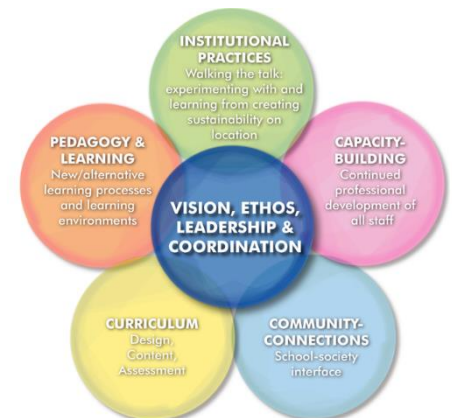 INSTITUTIONAL
PRACTICES
Walking the talk:
experimenting with and
learning from creating
sustainability on
location
PEDAGOGY &
LEARNING
New/alternative
learning processes
and learning
environments
CAPACITY-
BUILDING
Continued
professional
development of
all staff
VISION, ETHOS,
LEADERSHIP &
COORDINATION
CURRICULUM
Design,
Content,
Assessment
COMMUNITY-
CONNECTIONS
School-society
interface